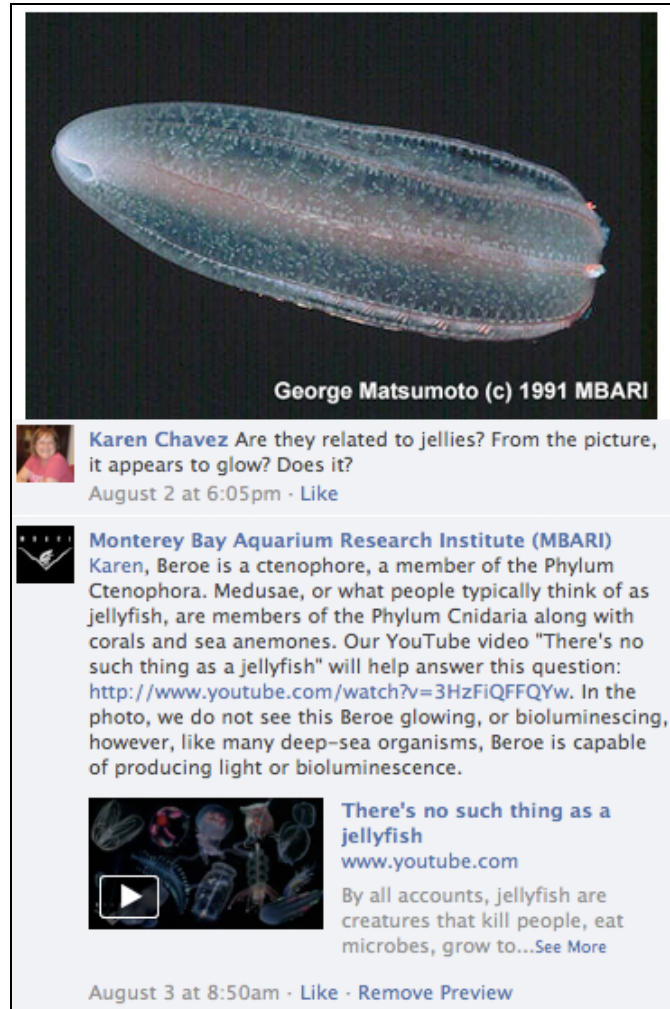 George Matsumoto (c) 1991 MBARI
Karen Chavez Are they related to jellies? From the picture,
it appears to glow? Does it?
August 2 at 6:05pm · Like
M B A R I
Monterey Bay Aquarium Research Institute (MBARI)
Karen, Beroe is a ctenophore, a member of the Phylum
Ctenophora. Medusae, or what people typically think of as
jellyfish, are members of the Phylum Cnidaria along with
corals and sea anemones. Our YouTube video "There's no
such thing as a jellyfish" will help answer this question:
http://www.youtube.com/watch?v=3HzFiQFFQYw. In the
photo, we do not see this Beroe glowing, or bioluminescing,
however, like many deep-sea organisms, Beroe is capable
of producing light or bioluminescence.
There's no such thing as a
jellyfish
www.youtube.com
By all accounts, jellyfish are
creatures that kill people, eat
microbes, grow to...See More
August 3 at 8:50am · Like · Remove Preview